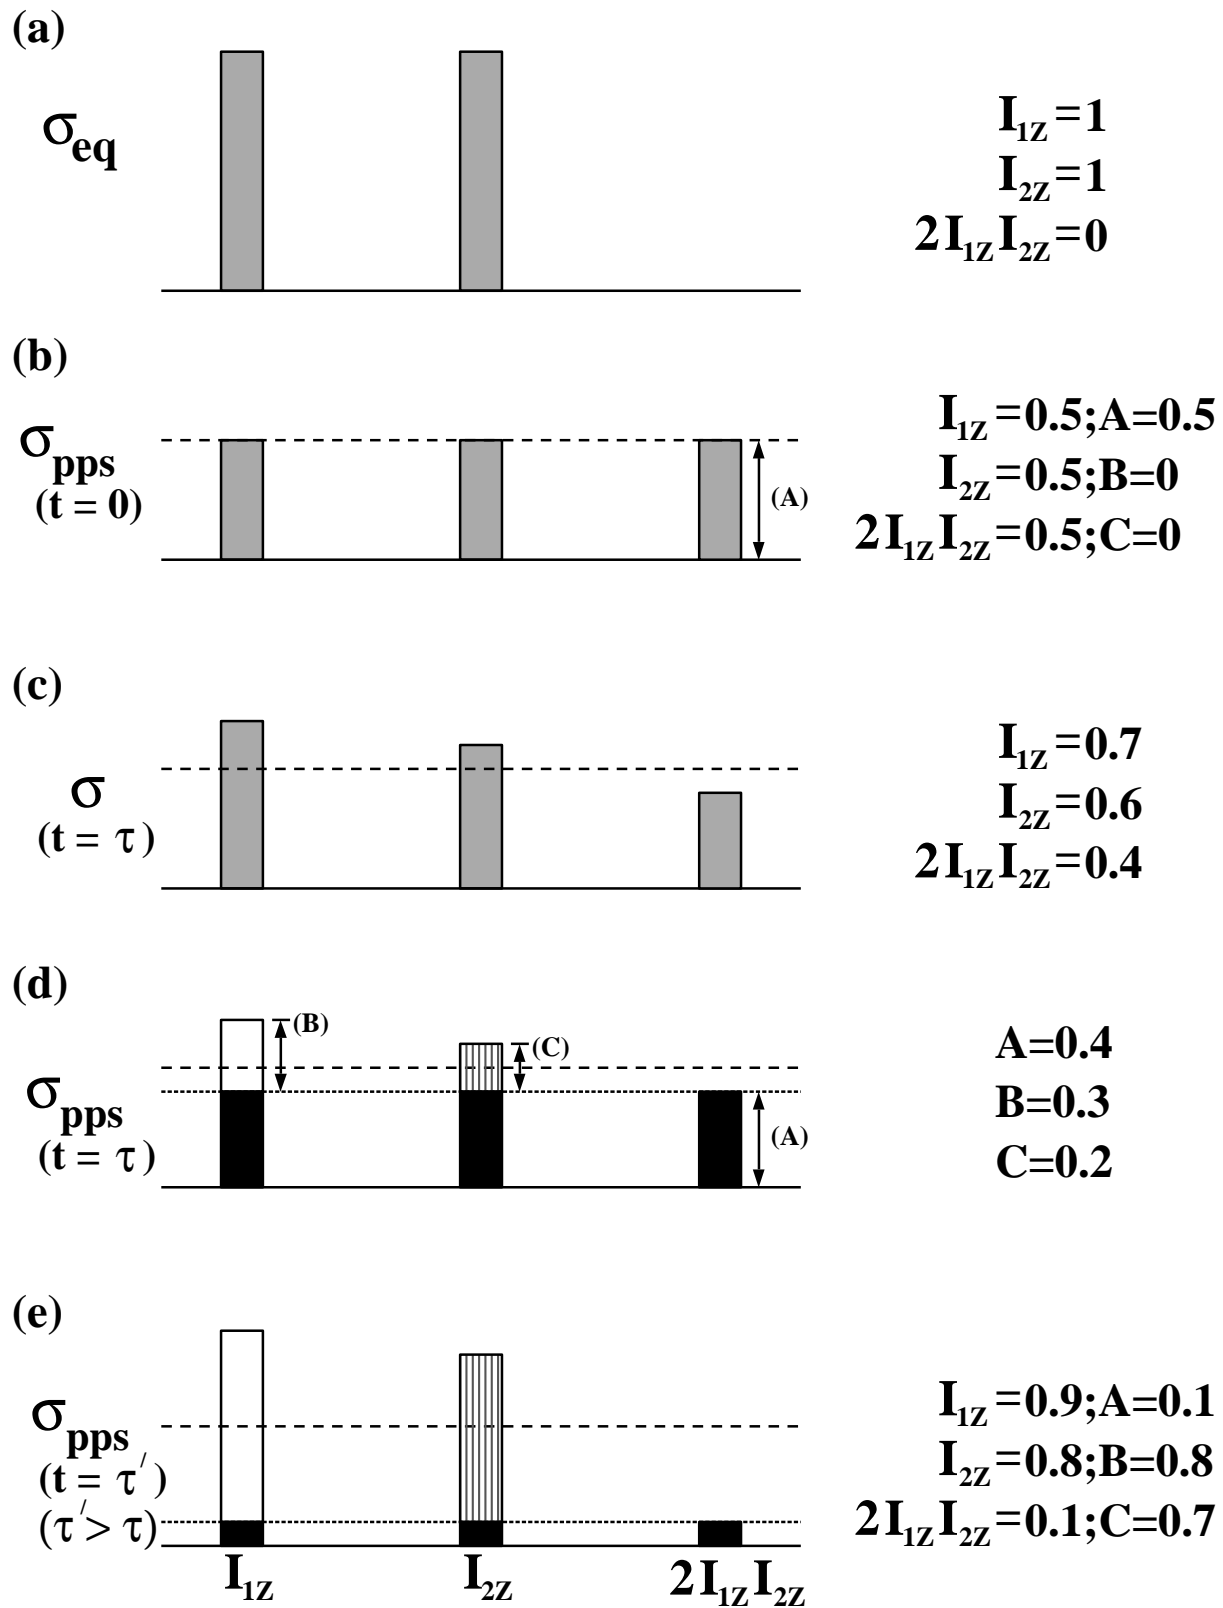 (a)
σeq
I1Z=1
I2Z=1
2I1ZI2Z=0
(b)
σpps
(t = 0)
(A)
I1Z=0.5;A=0.5
I2Z=0.5;B=0
2I1ZI2Z=0.5;C=0
(c)
σ
(t = τ)
I1Z=0.7
I2Z=0.6
2I1ZI2Z=0.4
(d)
σpps
(t = τ)
(B)
(C)
(A)
A=0.4
B=0.3
C=0.2
(e)
σpps
(t = τ′)
(τ′> τ)
I1Z=0.9;A=0.1
I2Z=0.8;B=0.8
2I1ZI2Z=0.1;C=0.7
I1Z I2Z 2I1ZI2Z